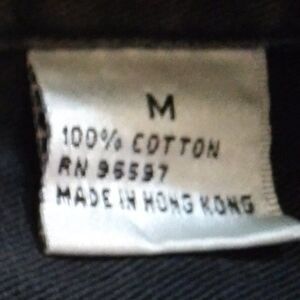 M
100% COTTON
RN 96597
MADE IN HONG KONG